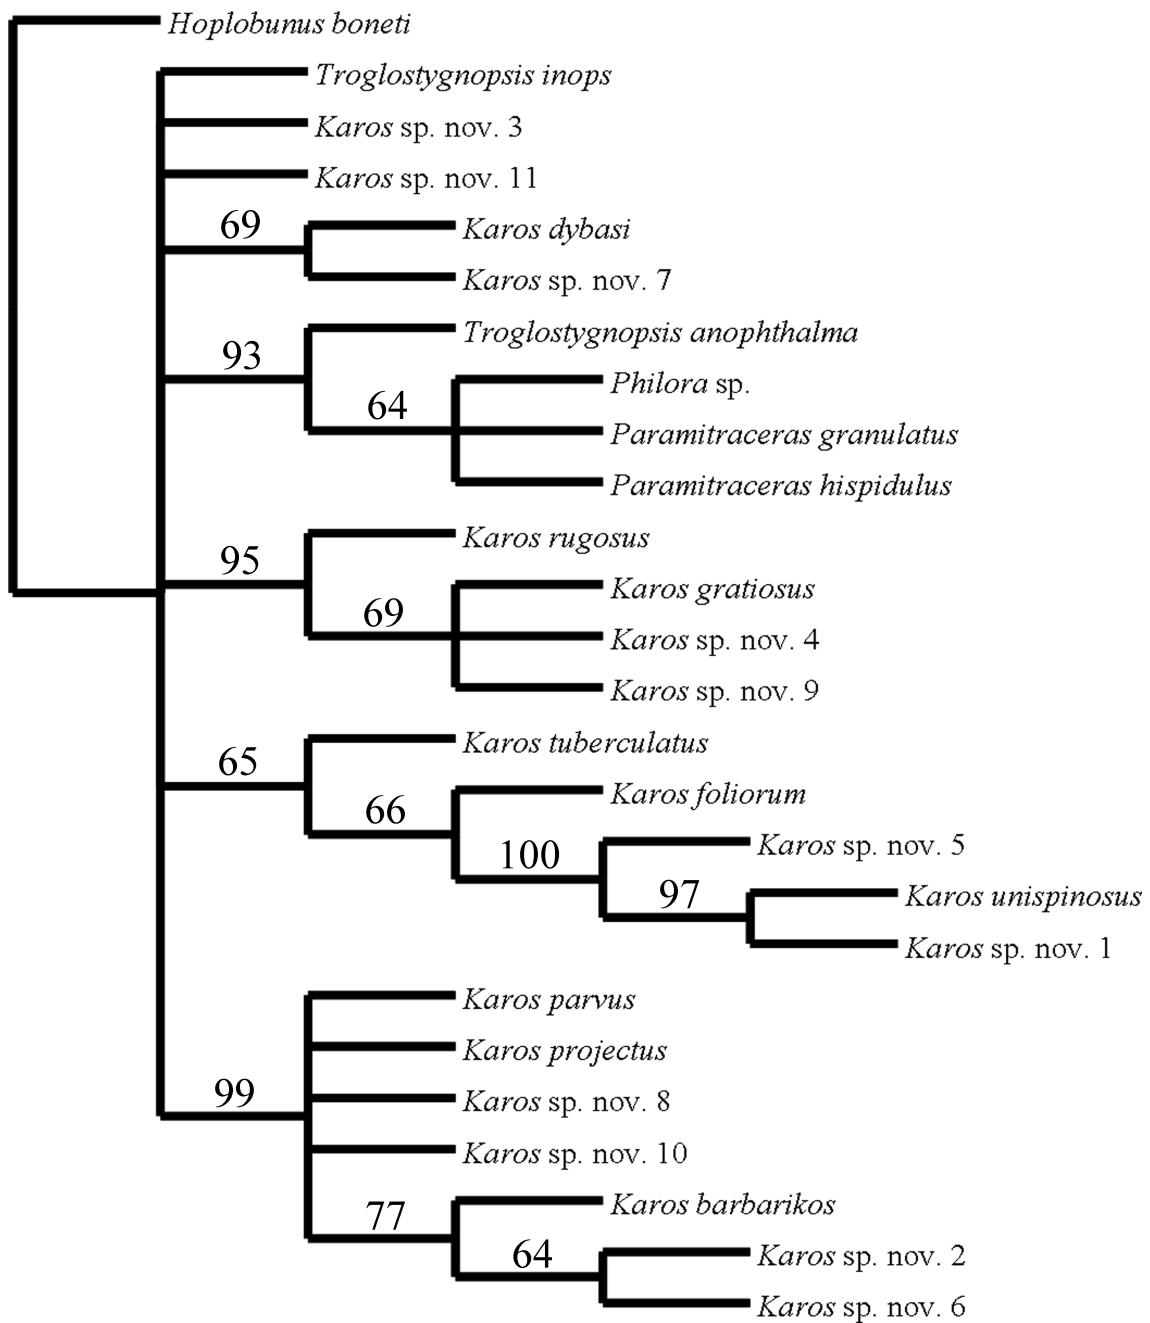 Hoplobunus boneti
Troglostygnopsis inops
Karos sp. nov. 3
Karos sp. nov. 11
69
Karos dybasi
Karos sp. nov. 7
Troglostygnopsis anophthalma
93
Philora sp.
64
Paramitraceras granulatus
Paramitraceras hispidulus
Karos rugosus
95
Karos gratiosus
69
Karos sp. nov. 4
Karos sp. nov. 9
Karos tuberculatus
65
Karos foliorum
66
Karos sp. nov. 5
100
Karos unispinosus
97
Karos sp. nov. 1
Karos parvus
Karos projectus
99
Karos sp. nov. 8
Karos sp. nov. 10
Karos barbarikos
77
Karos sp. nov. 2
64
Karos sp. nov. 6